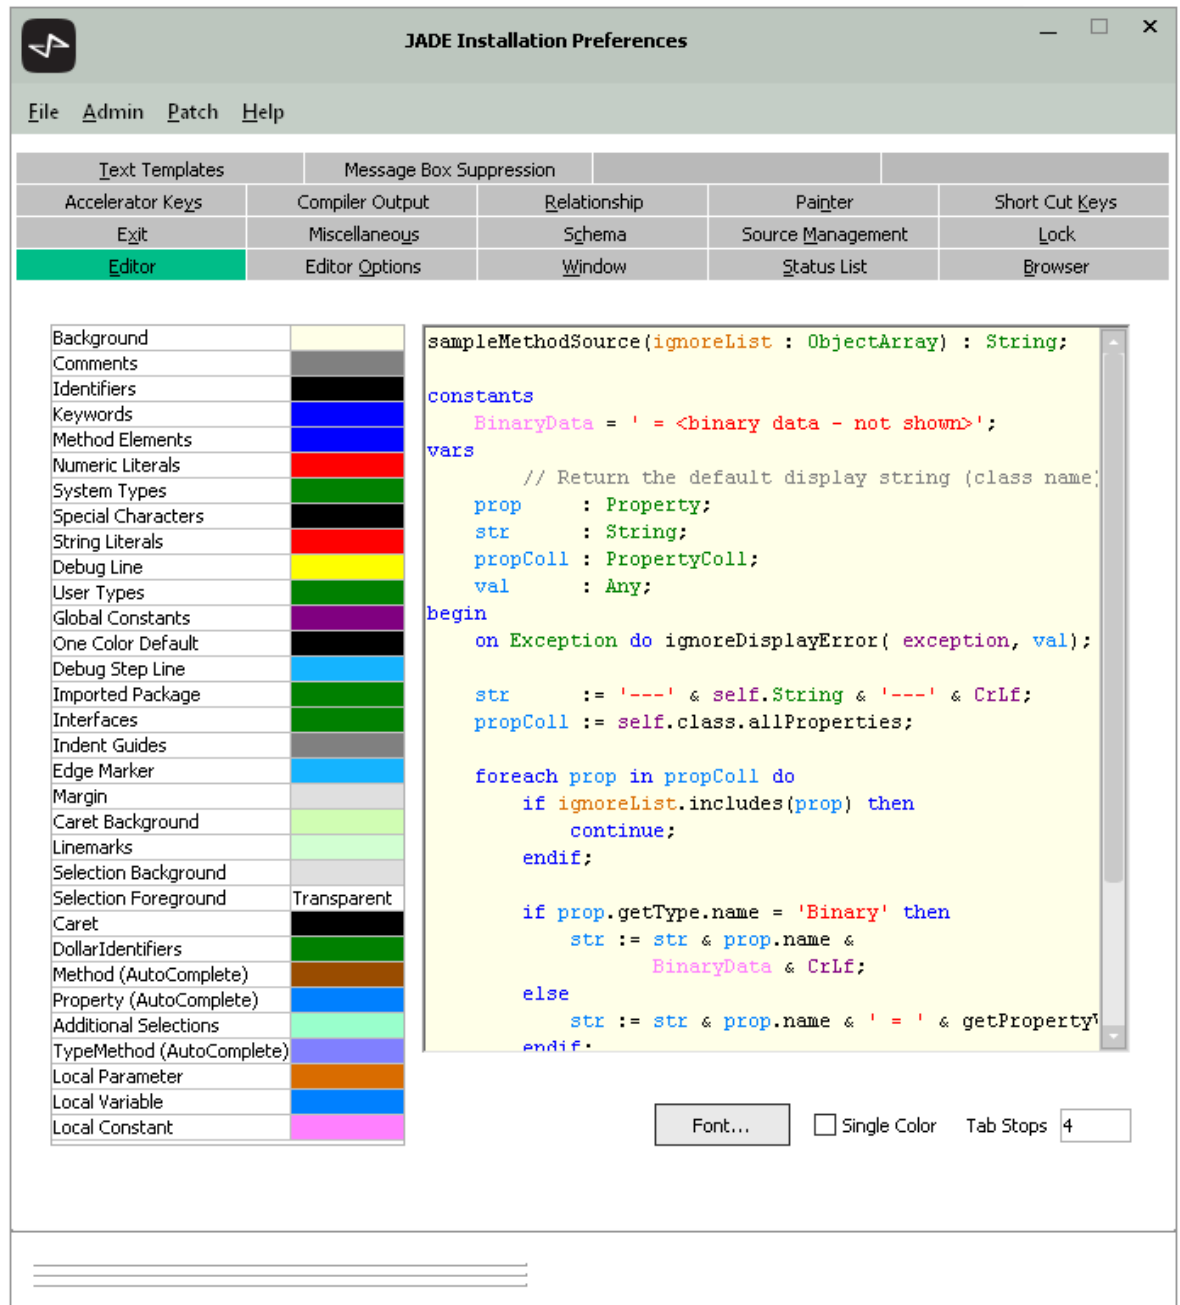 JADE Installation Preferences
File Admin Patch Help
Text Templates Message Box Suppression
Accelerator Keys Compiler Output Relationship Painter Short Cut Keys
Exit Miscellaneous Schema Source Management Lock
Editor Editor Options Window Status List Browser
Background
Comments
Identifiers
Keywords
Method Elements
Numeric Literals
System Types
Special Characters
String Literals
Debug Line
User Types
Global Constants
One Color Default
Debug Step Line
Imported Package
Interfaces
Indent Guides
Edge Marker
Margin
Caret Background
Linemarks
Selection Background
Selection Foreground Transparent
Caret
DollarIdentifiers
Method (AutoComplete)
Property (AutoComplete)
Additional Selections
TypeMethod (AutoComplete)
Local Parameter
Local Variable
Local Constant
sampleMethodSource(ignoreList : ObjectArray) : String;
constants
BinaryData = ' = <binary data - not shown>';
vars
// Return the default display string (class name)
prop : Property;
str : String;
propColl : PropertyColl;
val : Any;
begin
on Exception do ignoreDisplayError( exception, val);
str := '---' & self.String & '---' & CrLf;
propColl := self.class.allProperties;
foreach prop in propColl do
if ignoreList.includes(prop) then
continue;
endif;
if prop.getType.name = 'Binary' then
str := str & prop.name &
BinaryData & CrLf;
else
str := str & prop.name & ' = ' & getProperty
endif;
Font... Single Color Tab Stops 4